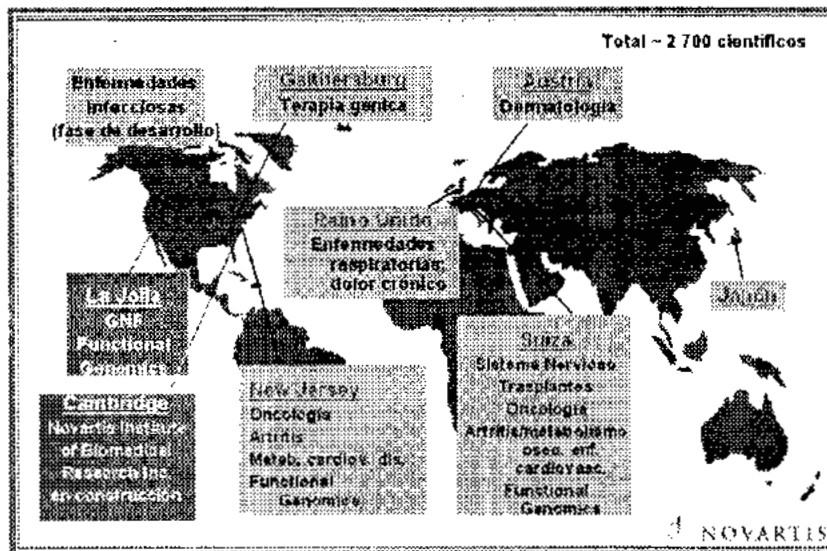 Total ~ 2 700 científicos
Enfermedades
infecciosas
(fase de desarrollo)
Gaithersburg
Terapia génica
Austria
Dermatología
Reino Unido
Enfermedades
respiratorias;
dolor crónico
La Jolla
GNF
Functional
Genomics
Japón
Cambridge
Novartis Institute
of Biomedical
Research Inc
en construcción
New Jersey
Oncología
Artritis
Metab. cardiov. dis.
Functional
Genomics
Suiza
Sistema Nervioso
Trasplantes
Oncología
Artritis/metabolismo
oseo, enf.
cardiovasc.
Functional
Genomics
NOVARTIS